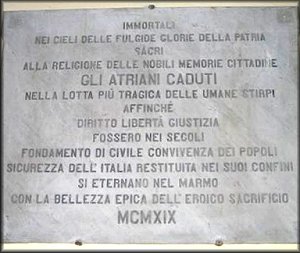 IMMORTALI
NEI CIELI DELLE FULGIDE GLORIE DELLA PATRIA
SACRI
ALLA RELIGIONE DELLE NOBILI MEMORIE CITTADINE
GLI ATRIANI CADUTI
NELLA LOTTA PIÙ TRAGICA DELLE UMANE STIRPI
AFFINCHÉ
DIRITTO LIBERTÀ GIUSTIZIA
FOSSERO NEI SECOLI
FONDAMENTO DI CIVILE CONVIVENZA DEI POPOLI
SICUREZZA DELL'ITALIA RESTITUITA NEI SUOI CONFINI
SI ETERNANO NEL MARMO
CON LA BELLEZZA EPICA DELL'EROICO SACRIFICIO
MCMXIX